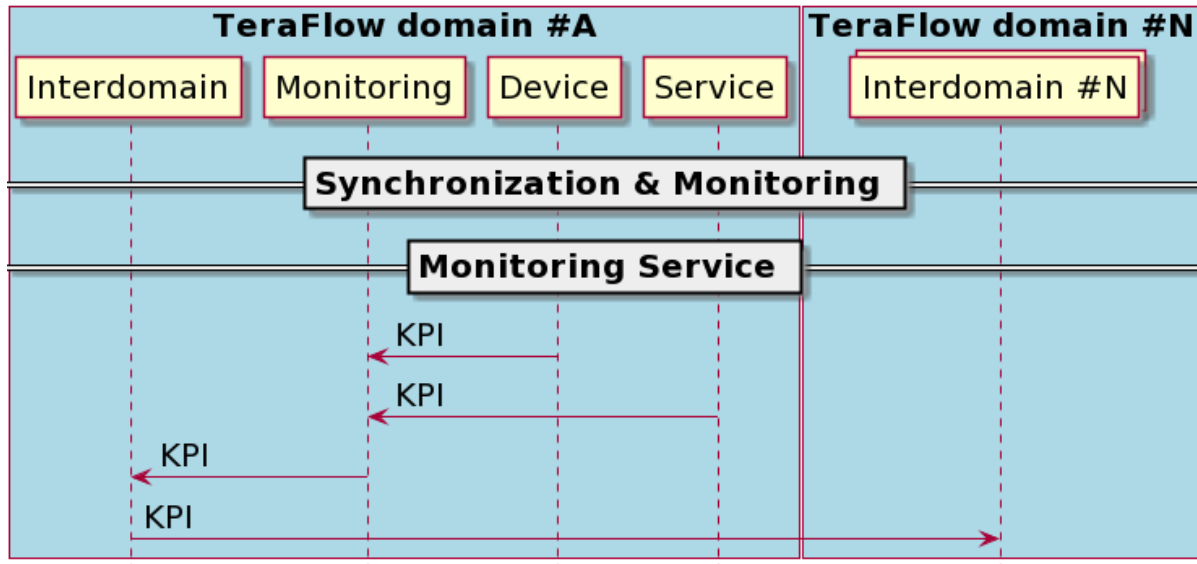 TeraFlow domain #A
TeraFlow domain #N
Interdomain
Monitoring
Device
Service
Interdomain #N
Synchronization & Monitoring
Monitoring Service
KPI
KPI
KPI
KPI